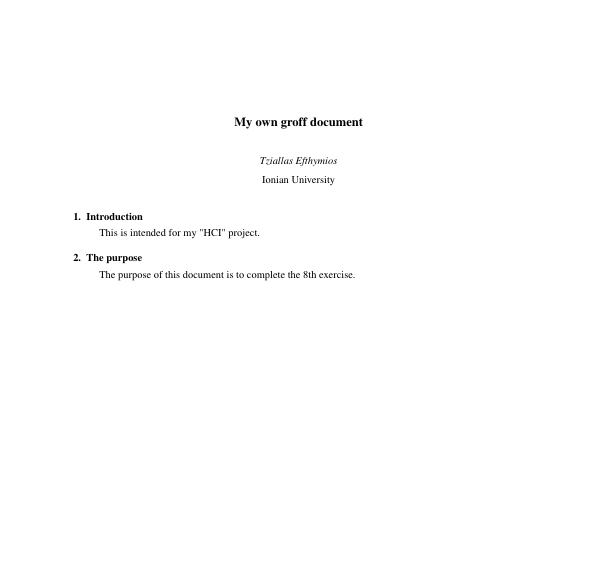 My own groff document
Tziallas Efthymios
Ionian University
1. Introduction
This is intended for my "HCI" project.
2. The purpose
The purpose of this document is to complete the 8th exercise.